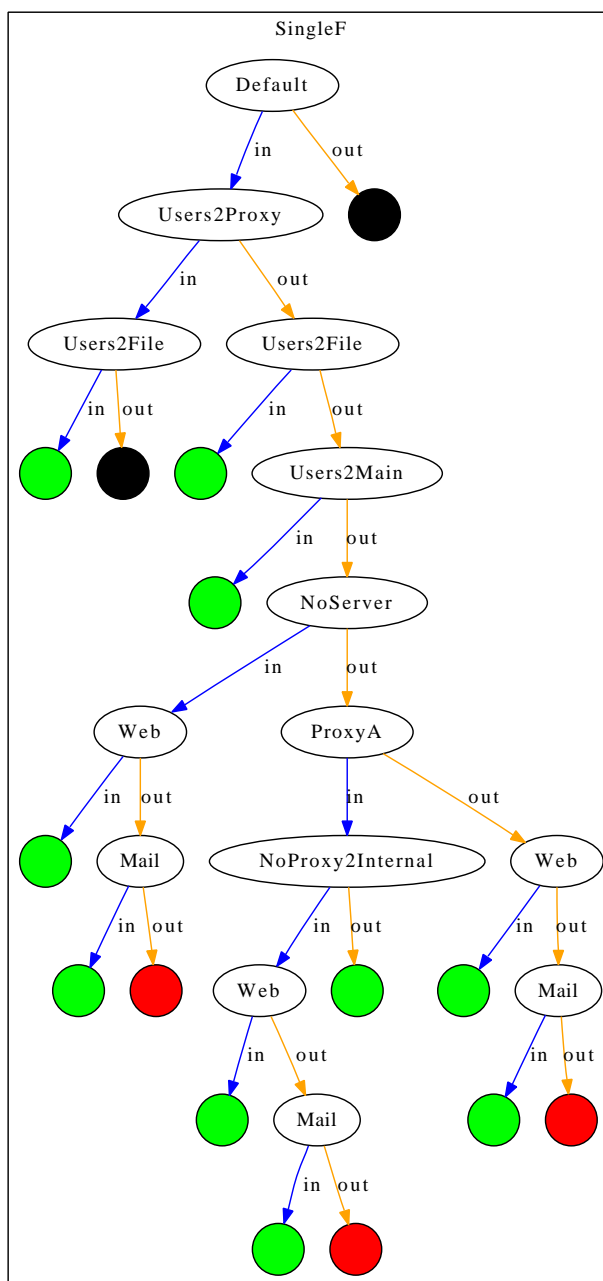 SingleF
Default
in out
Users2Proxy
in out
Users2File Users2File
in out in out
Users2Main
in out
NoServer
in out
Web ProxyA
in out in out
Mail NoProxy2Internal Web
in out in out in out
Web Mail
in out in out
Mail
in out